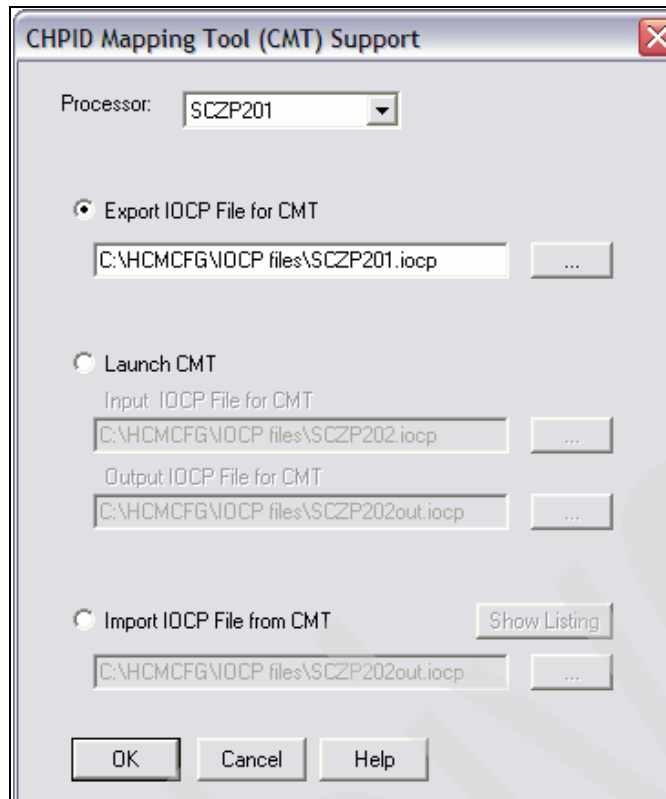 CHPID Mapping Tool (CMT) Support
Processor: SCZP201
Export IOCP File for CMT
C:\HCMCFG\IOCP files\SCZP201.iocp ...
Launch CMT
Input IOCP File for CMT
C:\HCMCFG\IOCP files\SCZP202.iocp ...
Output IOCP File for CMT
C:\HCMCFG\IOCP files\SCZP202out.iocp ...
Import IOCP File from CMT Show Listing
C:\HCMCFG\IOCP files\SCZP202out.iocp ...
OK Cancel Help